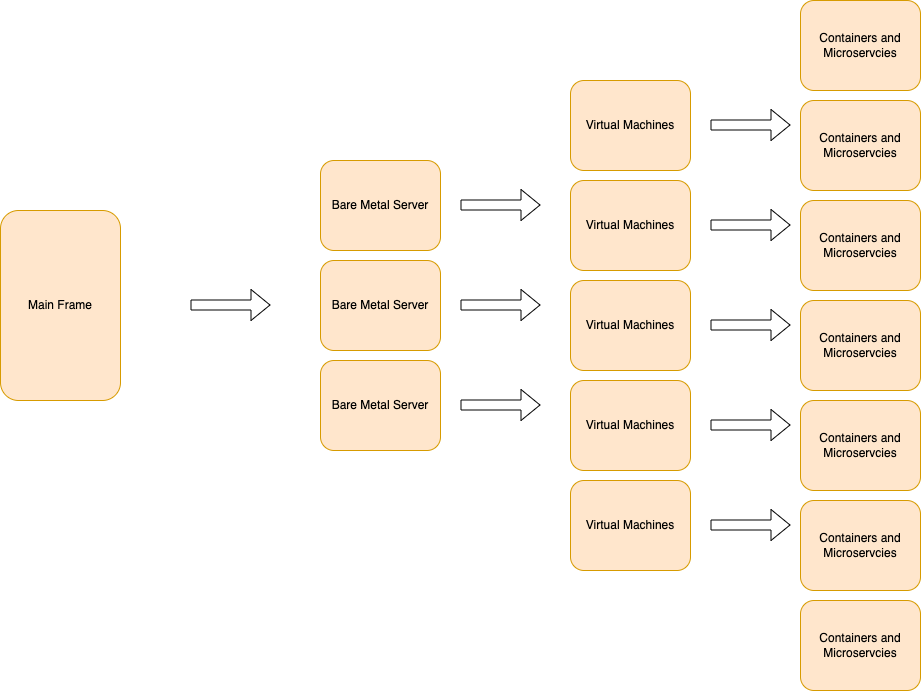 Main Frame
Bare Metal Server
Bare Metal Server
Bare Metal Server
Virtual Machines
Virtual Machines
Virtual Machines
Virtual Machines
Virtual Machines
Containers and
Microservcies
Containers and
Microservcies
Containers and
Microservcies
Containers and
Microservcies
Containers and
Microservcies
Containers and
Microservcies
Containers and
Microservcies